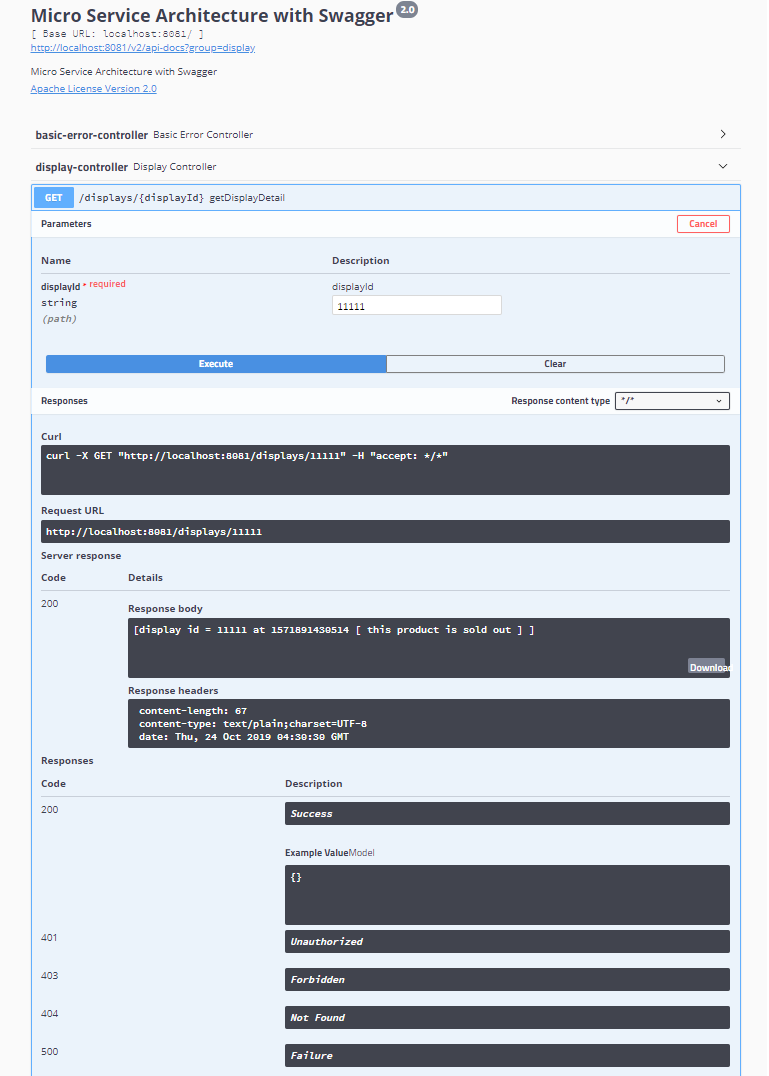 Micro Service Architecture with Swagger 2.0
[ Base URL: localhost:8081/ ]
http://localhost:8081/v2/api-docs?group=display
Micro Service Architecture with Swagger
Apache License Version 2.0
basic-error-controller Basic Error Controller
display-controller Display Controller
GET /displays/{displayId} getDisplayDetail
Parameters Cancel
Name Description
displayId * required displayId
string 11111
(path)
Execute Clear
Responses Response content type */*
Curl
curl -X GET "http://localhost:8081/displays/11111" -H "accept: */*"
Request URL
http://localhost:8081/displays/11111
Server response
Code Details
200 Response body
[display id = 11111 at 1571891430514 [ this product is sold out ] ]
Download
Response headers
content-length: 67
content-type: text/plain;charset=UTF-8
date: Thu, 24 Oct 2019 04:30:30 GMT
Responses
Code Description
200 Success
Example ValueModel
{}
401 Unauthorized
403 Forbidden
404 Not Found
500 Failure